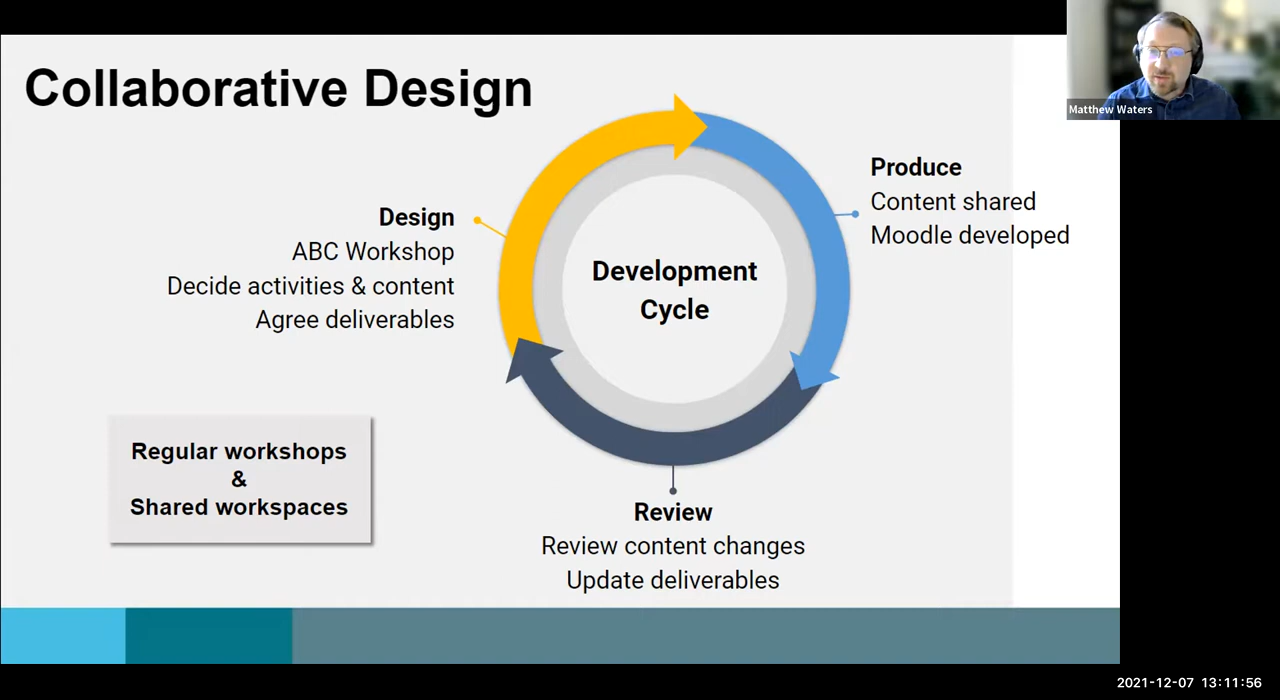 Collaborative Design
Matthew Waters
Produce
Content shared
Moodle developed
Design
ABC Workshop
Decide activities & content
Agree deliverables
Development
Cycle
Regular workshops
&
Shared workspaces
Review
Review content changes
Update deliverables
2021-12-07 13:11:56